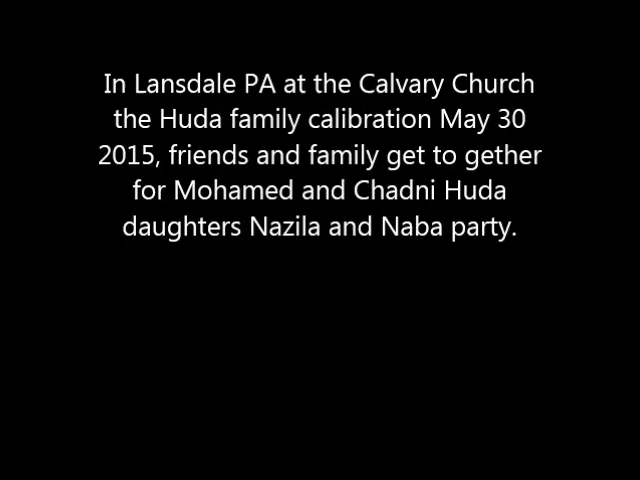 In Lansdale PA at the Calvary Church
the Huda family calibration May 30
2015, friends and family get to gether
for Mohamed and Chadni Huda
daughters Nazila and Naba party.